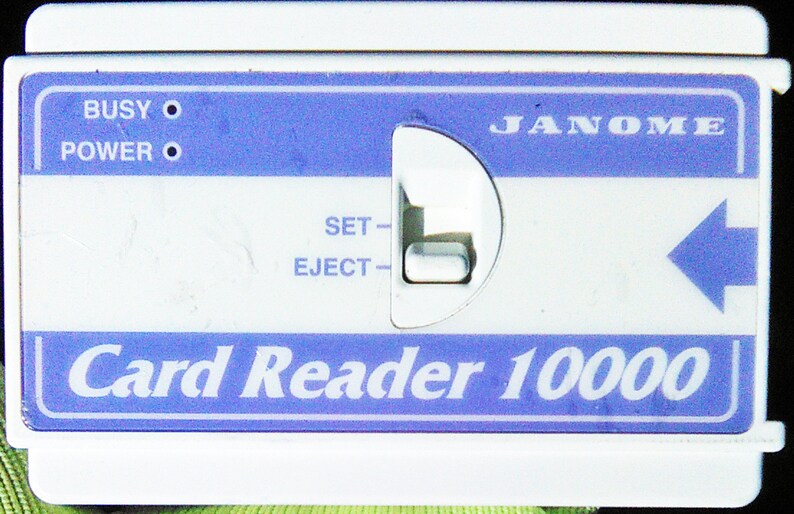 BUSY
JANOME
POWER
SET
EJECT
Card Reader 10000